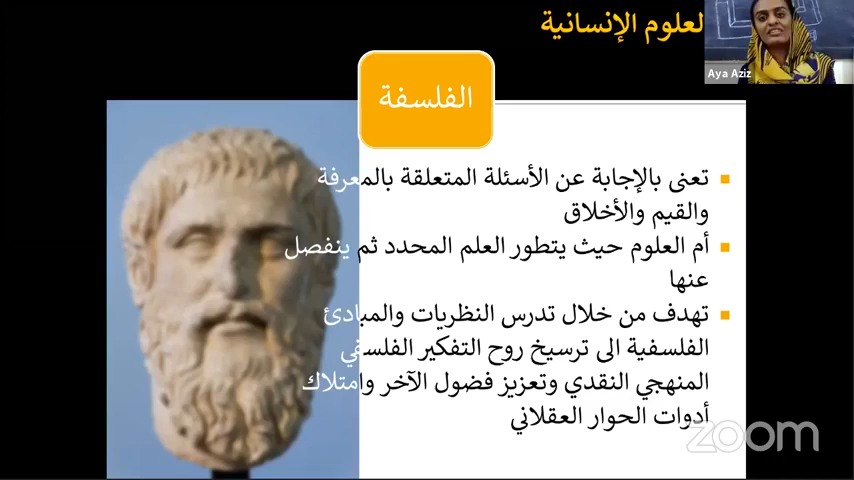 لعلوم الإنسانية
Aya Aziz
الفلسفة
تعنى بالإجابة عن الأسئلة المتعلقة بالمعرفة
والقيم والأخلاق
أم العلوم حيث يتطور العلم المحدد ثم ينفصل
عنها
تهدف من خلال تدرس النظريات والمبادئ
الفلسفية الى ترسيخ روح التفكير الفلسفي
المنهجي النقدي وتعزيز فضول الآخر وامتلاك
أدوات الحوار العقلاني
zoom